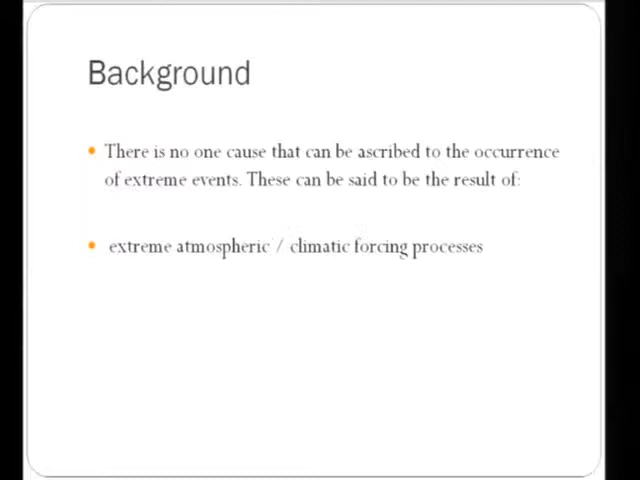 Background
• There is no one cause that can be ascribed to the occurrence
of extreme events. These can be said to be the result of:
• extreme atmospheric / climatic forcing processes